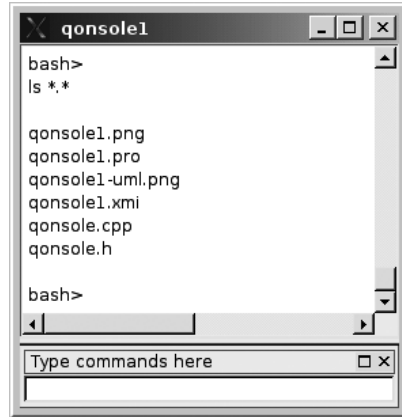 qonsole1
bash>
ls *.*
qonsole1.png
qonsole1.pro
qonsole1-uml.png
qonsole1.xmi
qonsole.cpp
qonsole.h
bash>
Type commands here